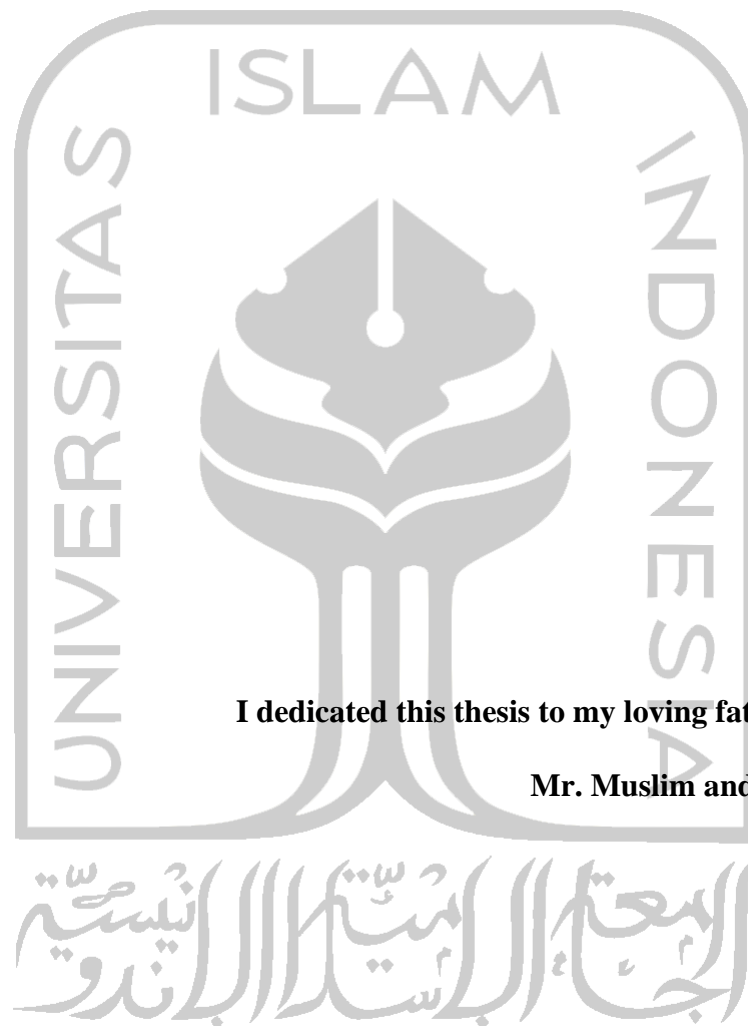 ISLAM
UNIVERSITAS
INDONESIA
I dedicated this thesis to my loving fat
Mr. Muslim and
الجامعة الإسلامية
الإندونيسية